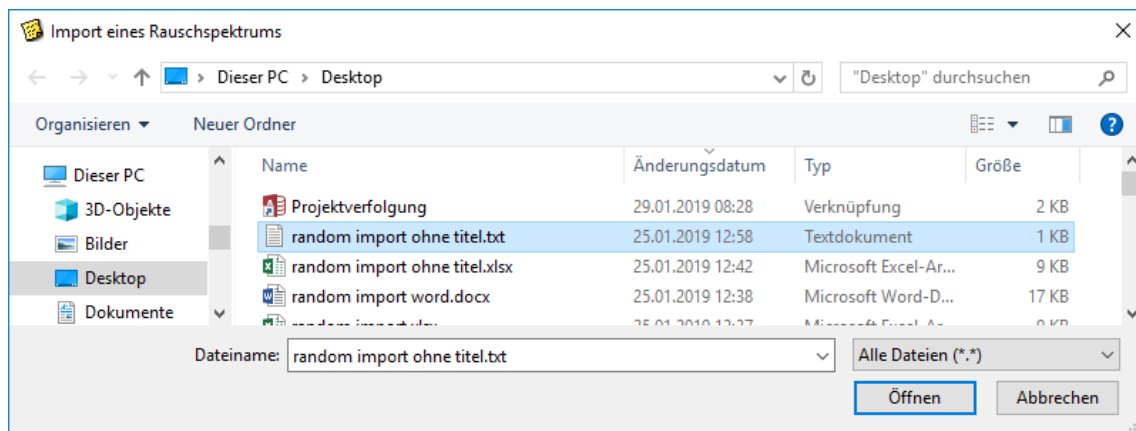 Import eines Rauschspektrums
Dieser PC > Desktop
"Desktop" durchsuchen
Organisieren
Neuer Ordner
Name Änderungsdatum Typ Größe
Dieser PC
3D-Objekte
Bilder
Desktop
Dokumente
Projektverfolgung 29.01.2019 08:28 Verknüpfung 2 KB
random import ohne titel.txt 25.01.2019 12:58 Textdokument 1 KB
random import ohne titel.xlsx 25.01.2019 12:42 Microsoft Excel-Ar... 9 KB
random import word.docx 25.01.2019 12:38 Microsoft Word-D... 17 KB
Dateiname: random import ohne titel.txt
Alle Dateien (*.*)
Öffnen
Abbrechen